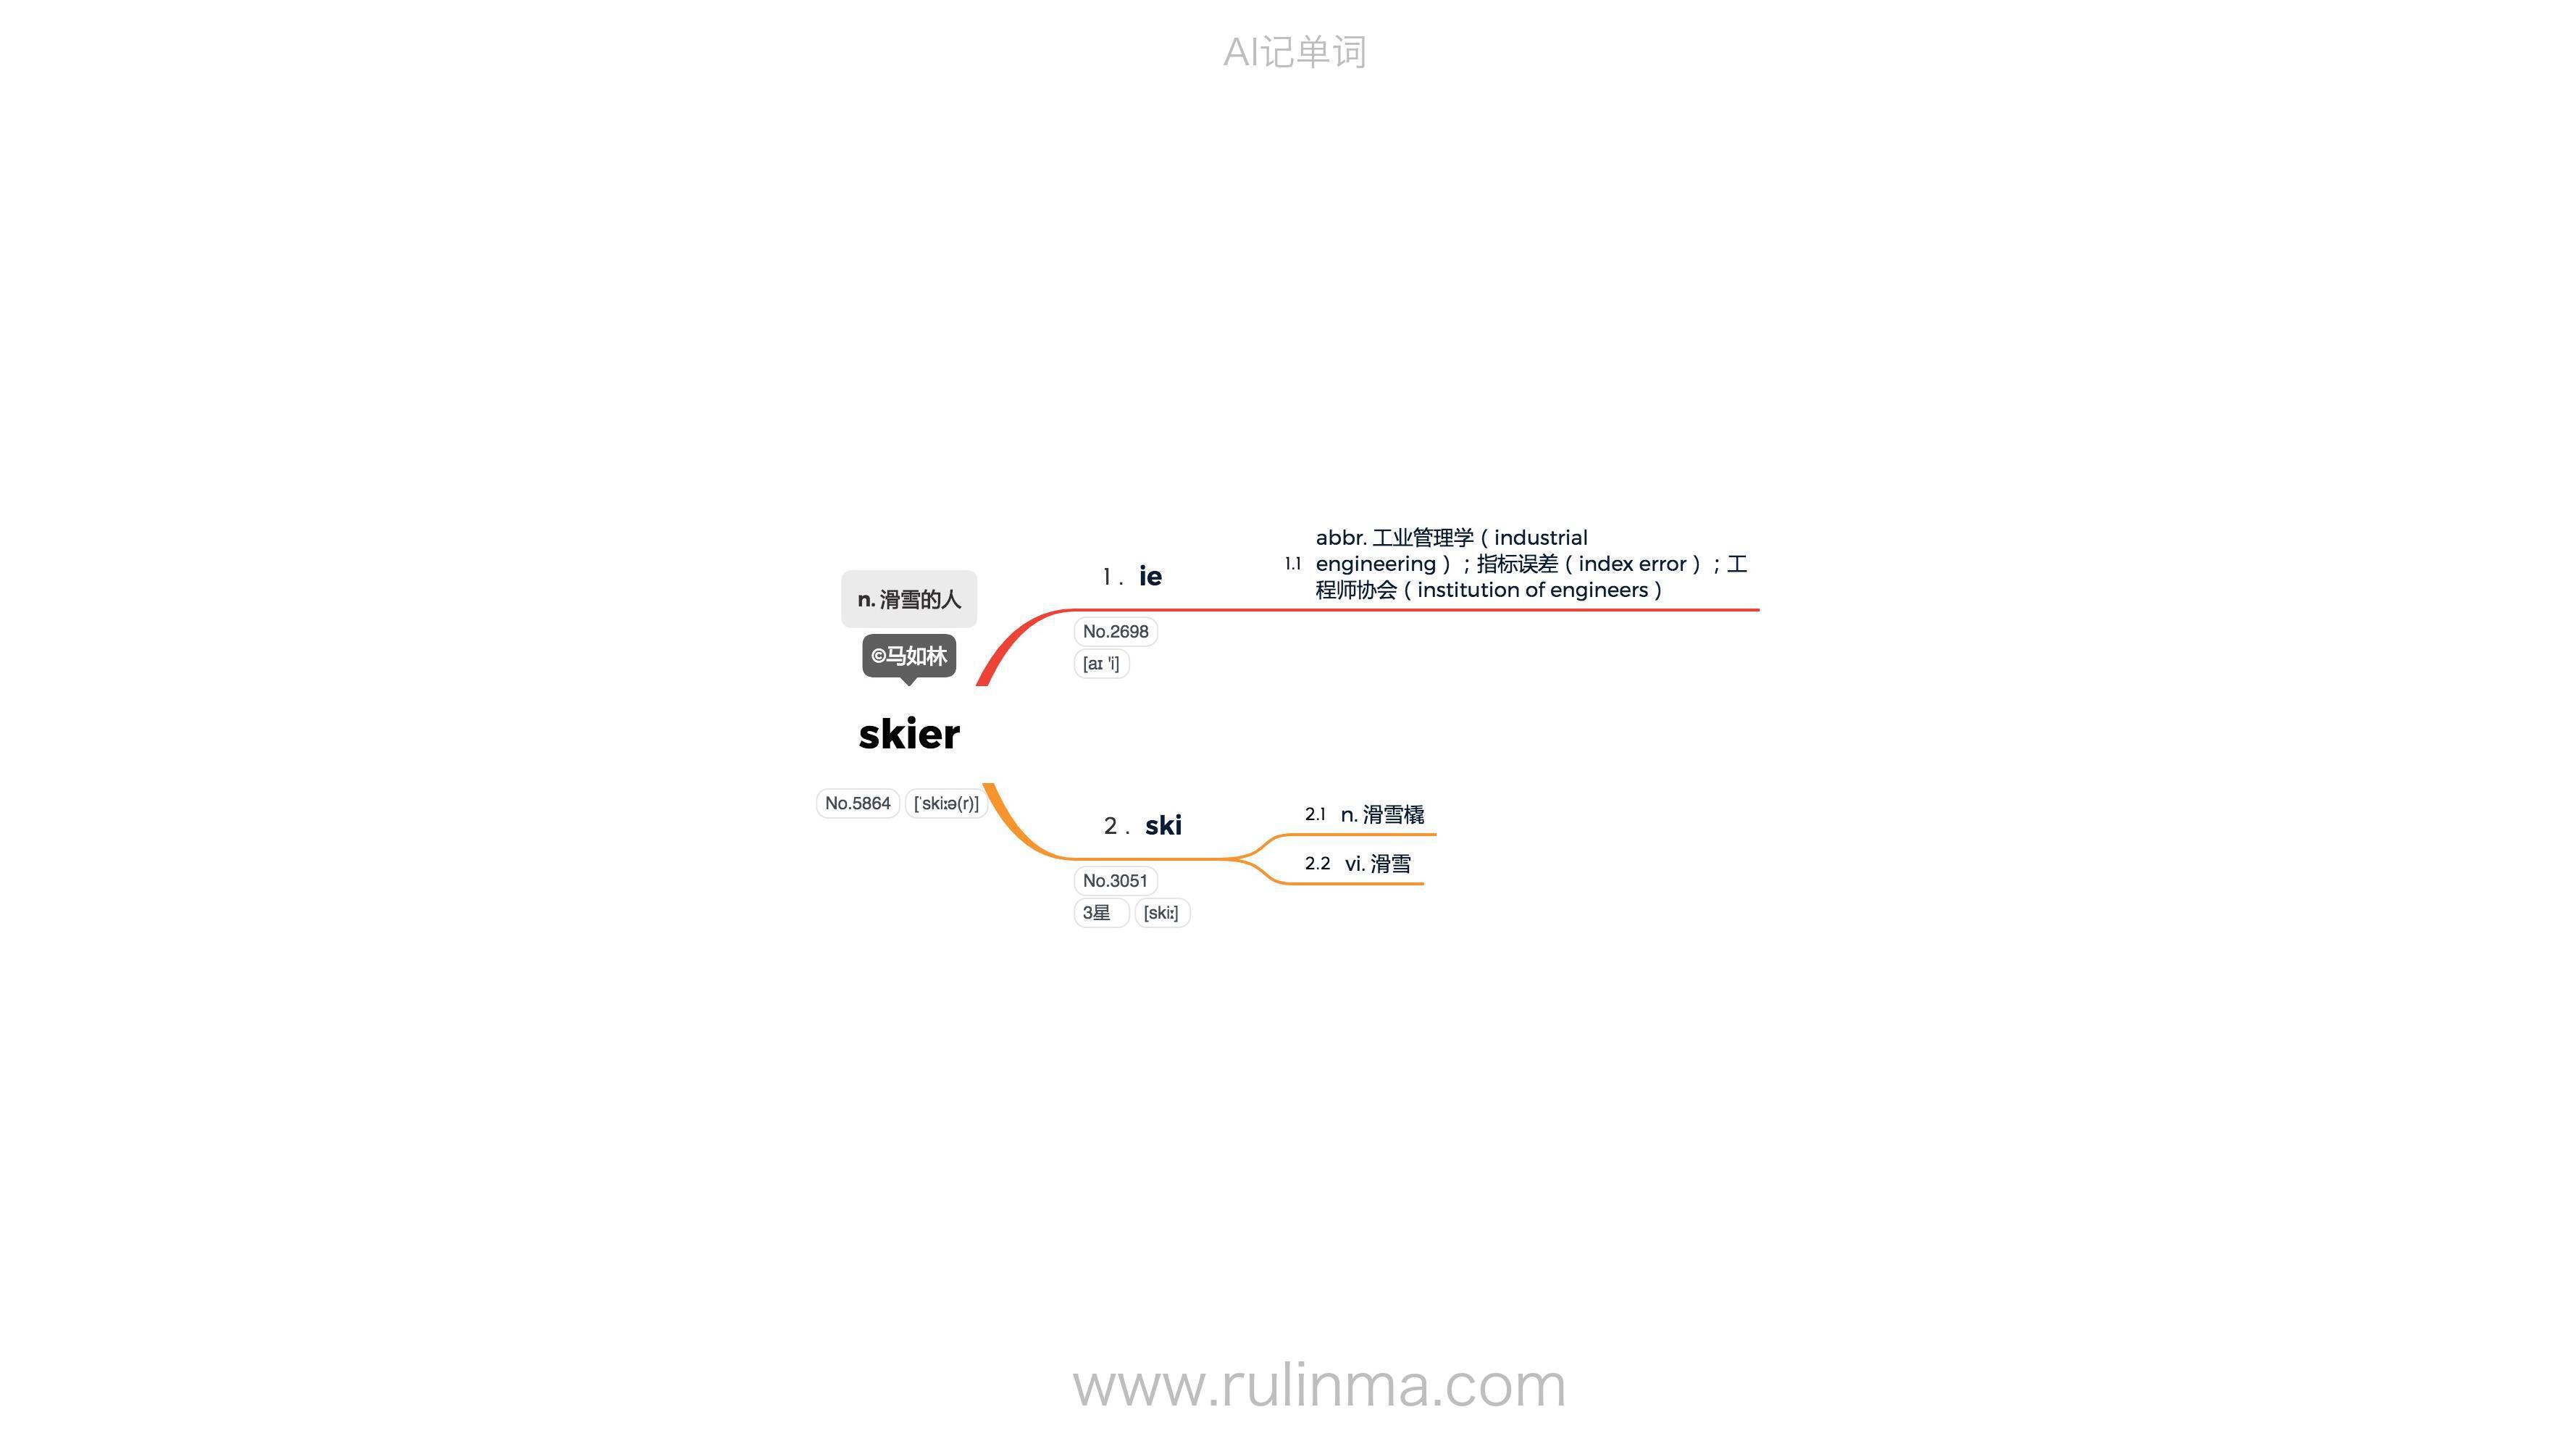 AI记单词
n. 滑雪的人
©马如林
skier
No.5864 [ˈskiːə(r)]
1 . ie
No.2698
[aɪ 'i]
1.1 abbr. 工业管理学（industrial
engineering）；指标误差（index error）；工
程师协会（institution of engineers）
2 . ski
No.3051
3星 [skiː]
2.1 n. 滑雪橇
2.2 vi. 滑雪
www.rulinma.com